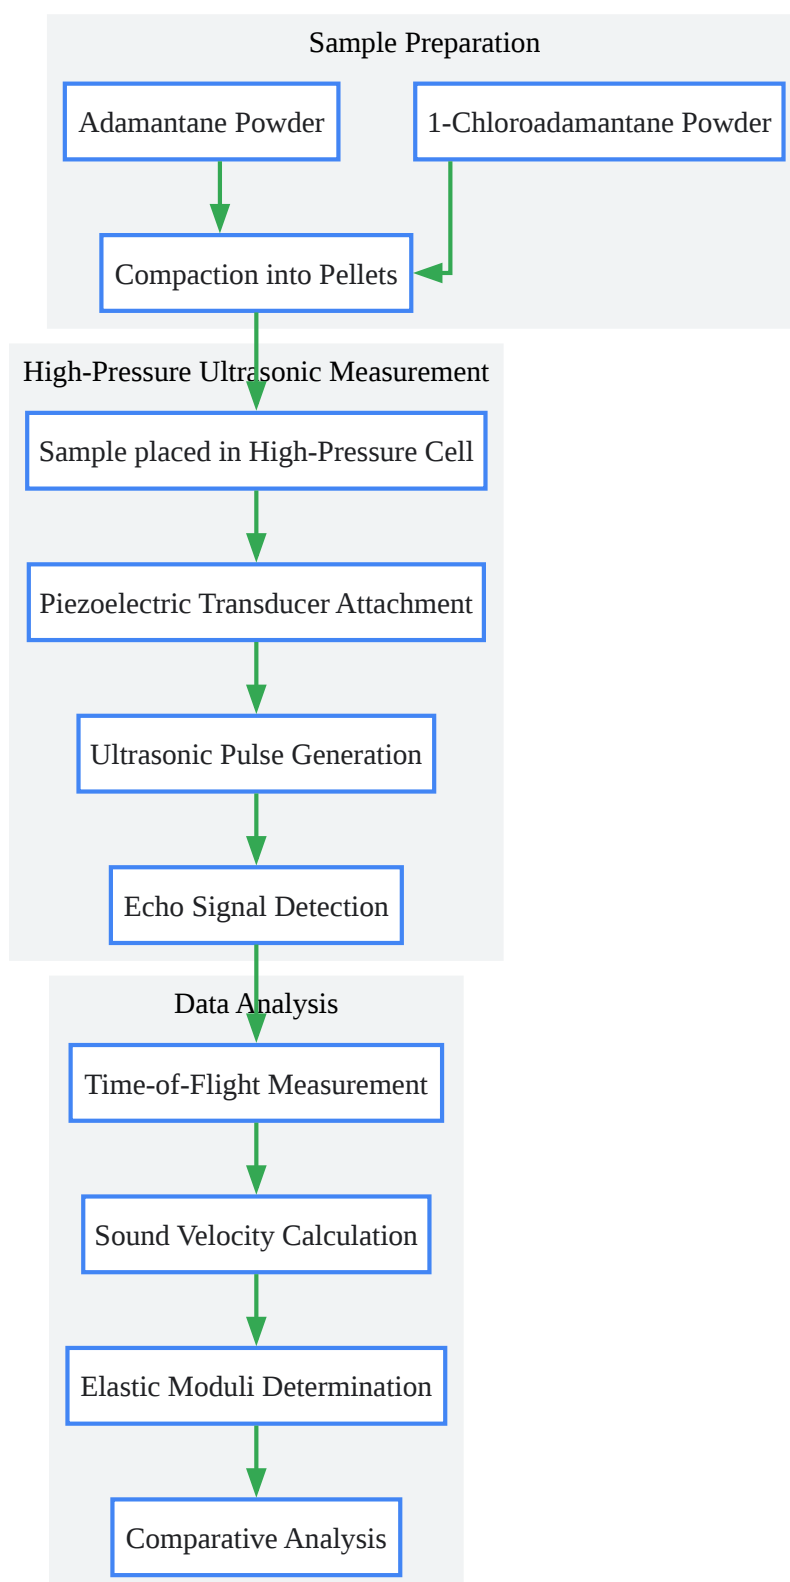 Sample Preparation
Adamantane Powder
1-Chloroadamantane Powder
Compaction into Pellets
High-Pressure Ultrasonic Measurement
Sample placed in High-Pressure Cell
Piezoelectric Transducer Attachment
Ultrasonic Pulse Generation
Echo Signal Detection
Data Analysis
Time-of-Flight Measurement
Sound Velocity Calculation
Elastic Moduli Determination
Comparative Analysis